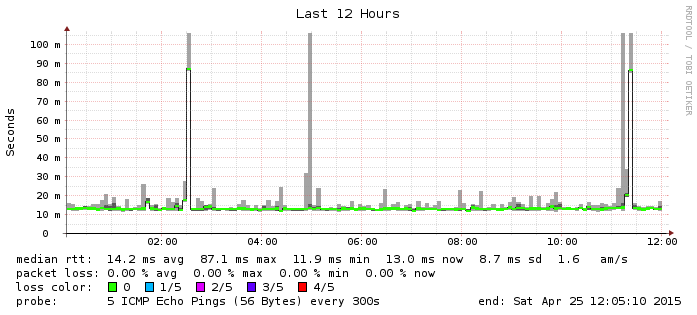 Last 12 Hours
RRDTOOL / TOBI OETIKER
Seconds
100 m
90 m
80 m
70 m
60 m
50 m
40 m
30 m
20 m
10 m
0
02:00 04:00 06:00 08:00 10:00 12:00
median rtt: 14.2 ms avg 87.1 ms max 11.9 ms min 13.0 ms now 8.7 ms sd 1.6 am/s
packet loss: 0.00 % avg 0.00 % max 0.00 % min 0.00 % now
loss color: 0 1/5 2/5 3/5 4/5
probe: 5 ICMP Echo Pings (56 Bytes) every 300s end: Sat Apr 25 12:05:10 2015